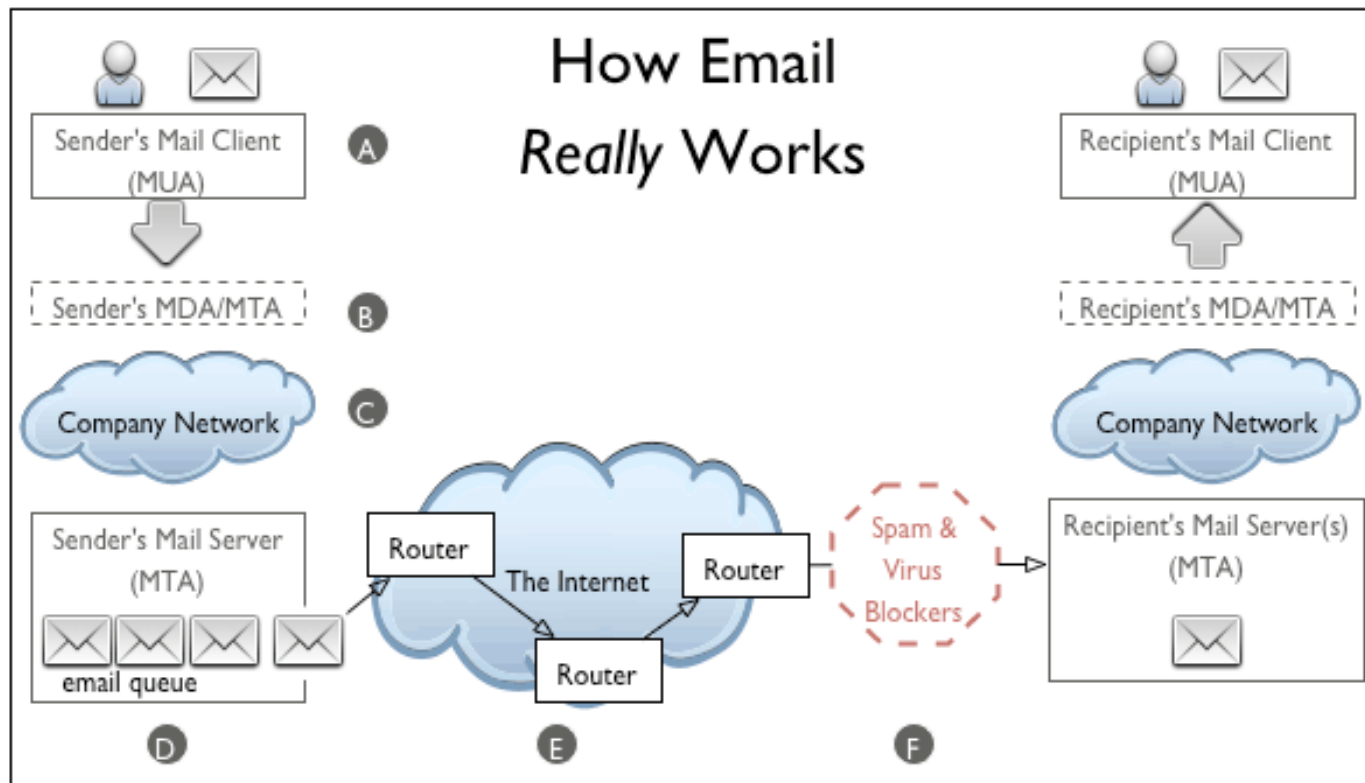 How Email
Really Works
Sender's Mail Client
(MUA)
A
Recipient's Mail Client
(MUA)
Sender's MDA/MTA
B
Recipient's MDA/MTA
Company Network
C
Company Network
Sender's Mail Server
(MTA)
email queue
Router
The Internet
Router
Router
Spam &
Virus
Blockers
Recipient's Mail Server(s)
(MTA)
D
E
F